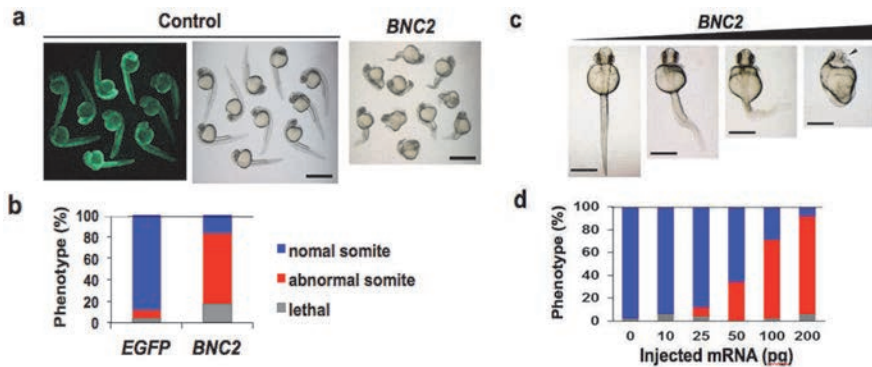 a
Control
BNC2
b
Phenotype (%)
100
80
60
40
20
0
EGFP
BNC2
nomal somite
abnormal somite
lethal
c
BNC2
d
Phenotype (%)
100
80
60
40
20
0
0 10 25 50 100 200
Injected mRNA (pg)